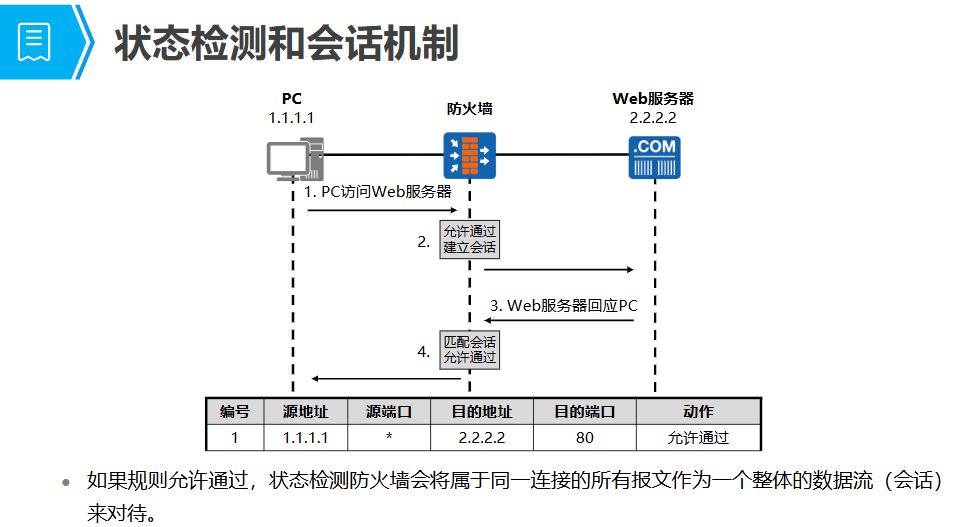 状态检测和会话机制
PC
1.1.1.1
防火墙
Web服务器
2.2.2.2
.COM
1. PC访问Web服务器
2.
允许通过
建立会话
3. Web服务器回应PC
4.
匹配会话
允许通过
编号 源地址 源端口 目的地址 目的端口 动作
1 1.1.1.1 * 2.2.2.2 80 允许通过
• 如果规则允许通过，状态检测防火墙会将属于同一连接的所有报文作为一个整体的数据流（会话）
来对待。